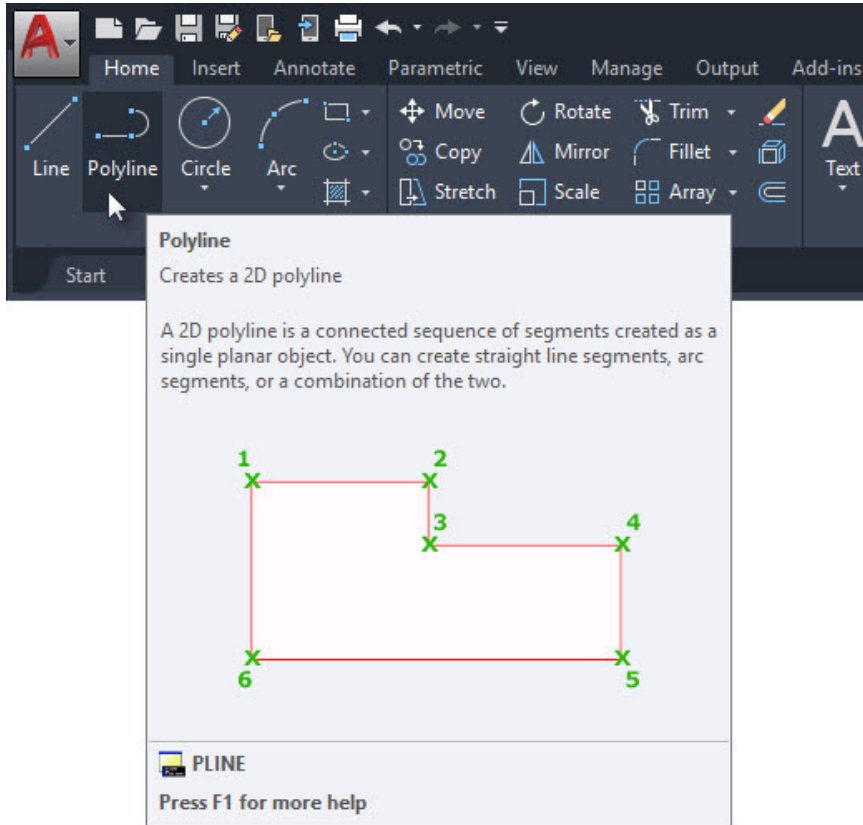 Home Insert Annotate Parametric View Manage Output Add-ins
Move Rotate Trim
Line Polyline Circle Arc Copy Mirror Fillet Text
Stretch Scale Array
Start
Polyline
Creates a 2D polyline
A 2D polyline is a connected sequence of segments created as a
single planar object. You can create straight line segments, arc
segments, or a combination of the two.
1 2
3 4
6 5
PLINE
Press F1 for more help